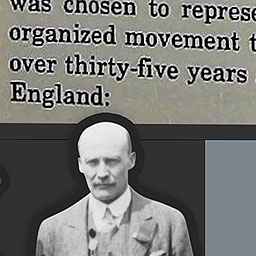 was chosen to represe
organized movement t
over thirty-five years
England: